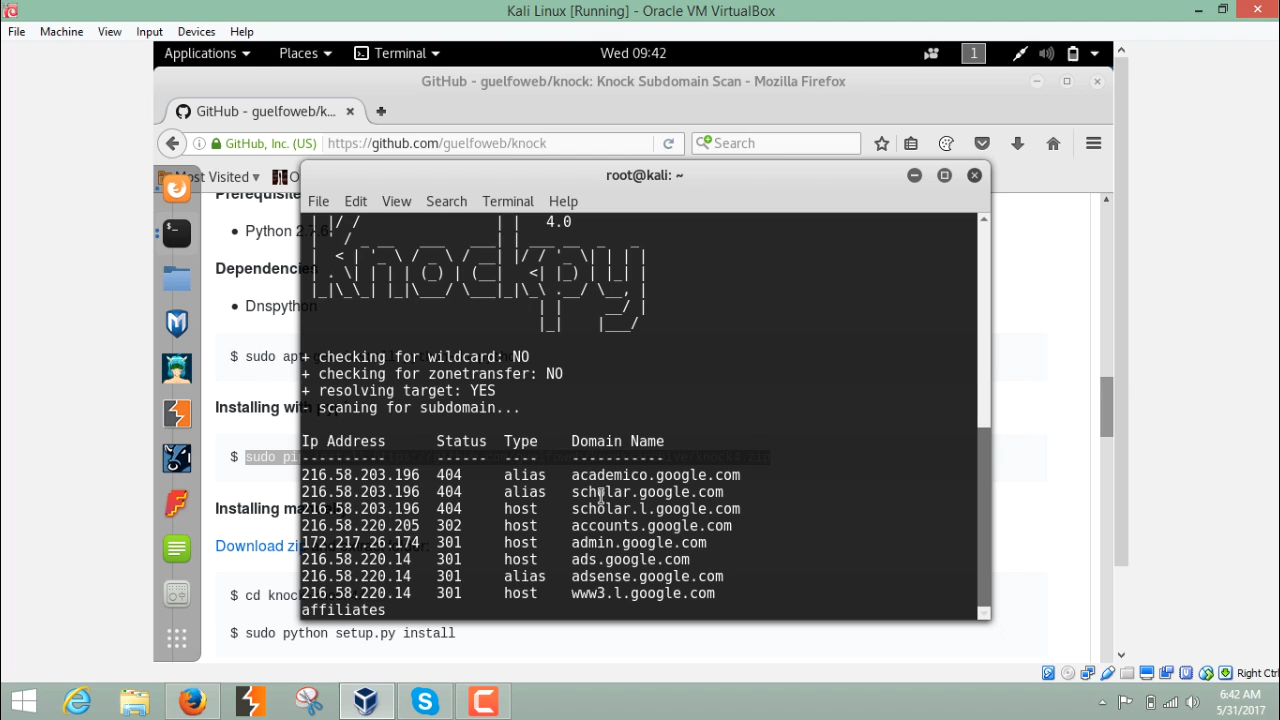 Kali Linux [Running] - Oracle VM VirtualBox
File Machine View Input Devices Help
Applications Places Terminal Wed 09:42 1
GitHub - guelfoweb/knock: Knock Subdomain Scan - Mozilla Firefox
GitHub - guelfoweb/k...
GitHub, Inc. (US) https://github.com/guelfoweb/knock Search
Most Visited
root@kali: ~
File Edit View Search Terminal Help
Python 2.7.6
Dependencies
Dnspython
$ sudo ap
Installing
$ sudo pi
Installing ma
Download zi
$ cd knoc
$ sudo python setup.py install
4.0
Knockpy
+ checking for wildcard: NO
+ checking for zonetransfer: NO
+ resolving target: YES
- scaning for subdomain...
Ip Address Status Type Domain Name
---------- ------ ---- -----------
216.58.203.196 404 alias academico.google.com
216.58.203.196 404 alias scholar.google.com
216.58.203.196 404 host scholar.l.google.com
216.58.220.205 302 host accounts.google.com
172.217.26.174 301 host admin.google.com
216.58.220.14 301 host ads.google.com
216.58.220.14 301 alias adsense.google.com
216.58.220.14 301 host www3.l.google.com
affiliates
Right Ctrl
6:42 AM
5/31/2017